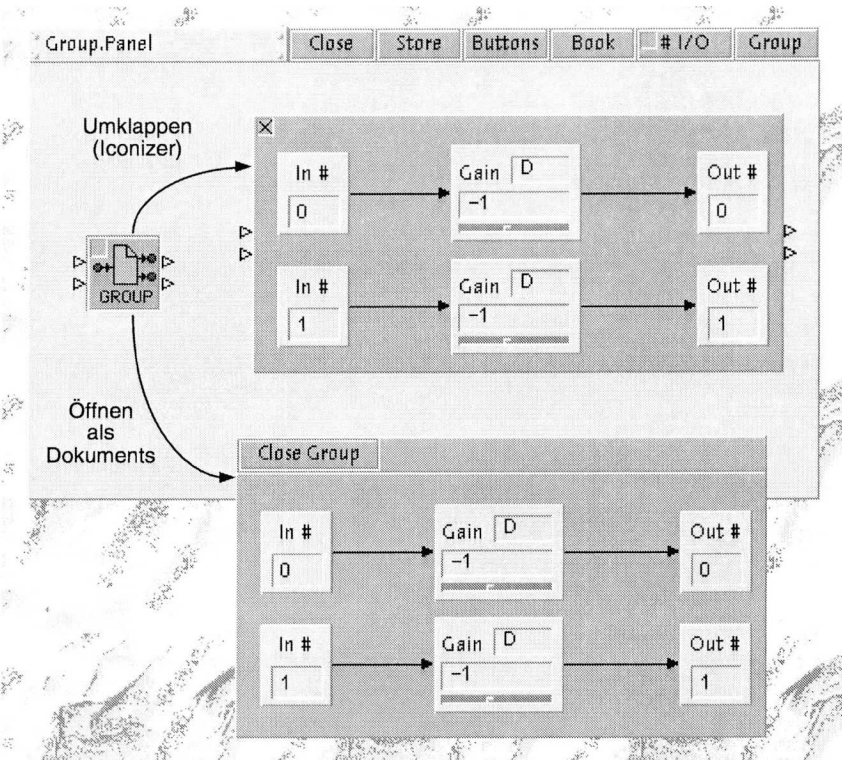 Group.Panel Close Store Buttons Book # I/O Group
Umklappen
(Iconizer)
In #
0
Gain D
−1
Out #
0
In #
1
Gain D
−1
Out #
1
GROUP
Öffnen
als
Dokuments
Close Group
In #
0
Gain D
−1
Out #
0
In #
1
Gain D
−1
Out #
1